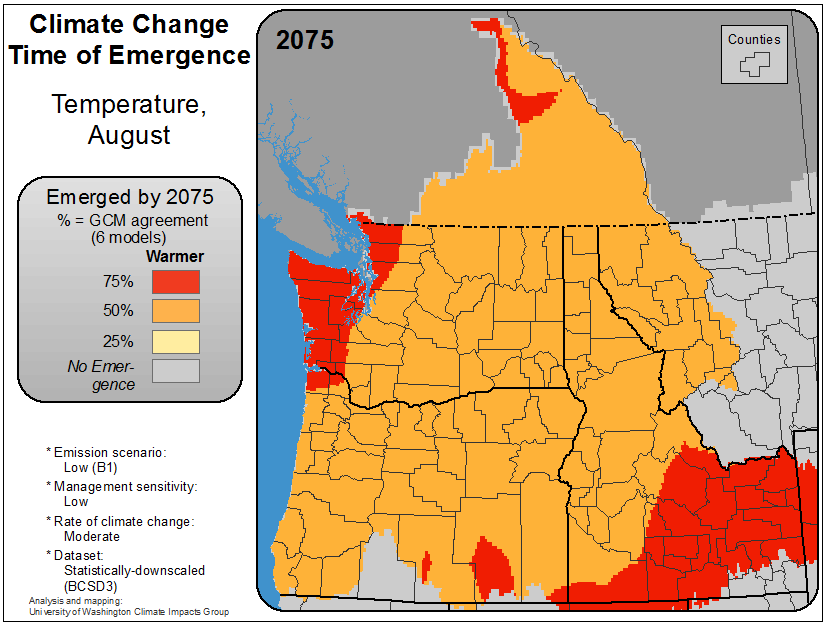 Climate Change
Time of Emergence
Temperature,
August
Emerged by 2075
% = GCM agreement
(6 models)
Warmer
75%
50%
25%
No Emer-
gence
* Emission scenario:
Low (B1)
* Management sensitivity:
Low
* Rate of climate change:
Moderate
* Dataset:
Statistically-downscaled
(BCSD3)
Analysis and mapping:
University of Washington Climate Impacts Group
2075
Counties